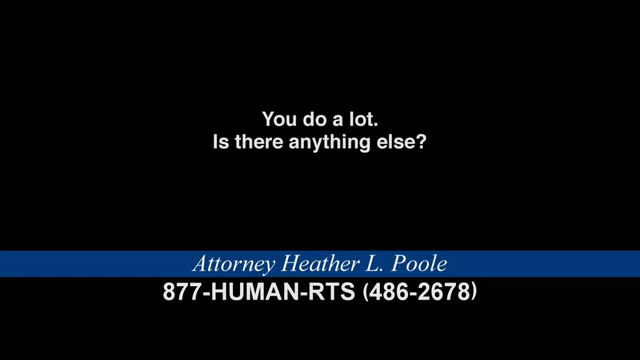 You do a lot.
Is there anything else?
Attorney Heather L. Poole
877-HUMAN-RTS (486-2678)